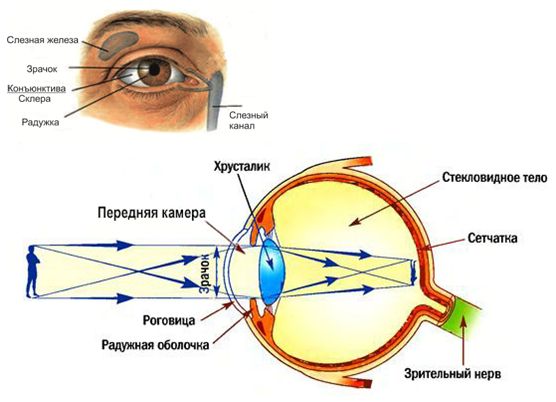 Слезная железа
Зрачок
Конъюнктива
Склера
Радужка
Слезный
канал
Хрусталик
Стекловидное тело
Передняя камера
Сетчатка
Зрачок
Роговица
Радужная оболочка
Зрительный нерв